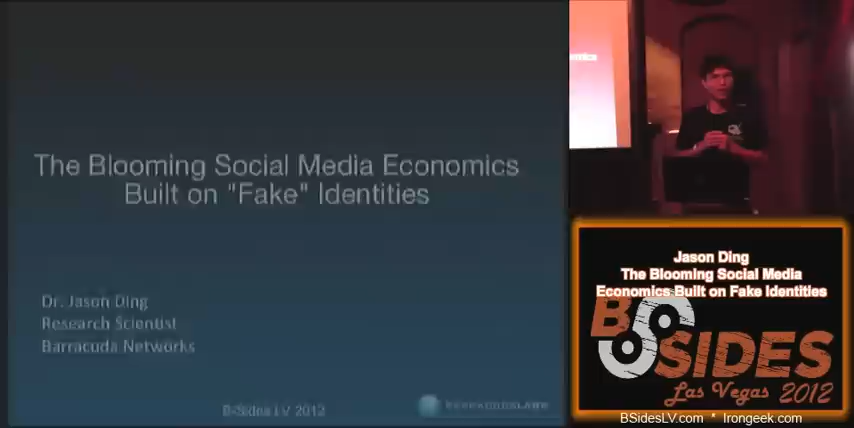 The Blooming Social Media Economics
Built on "Fake" Identities
Dr. Jason Ding
Research Scientist
Barracuda Networks
B-Sides LV 2012
BARRACUDALABS
Jason Ding
The Blooming Social Media
Economics Built on Fake Identities
BSIDES
Las Vegas 2012
BSidesLV.com * Irongeek.com